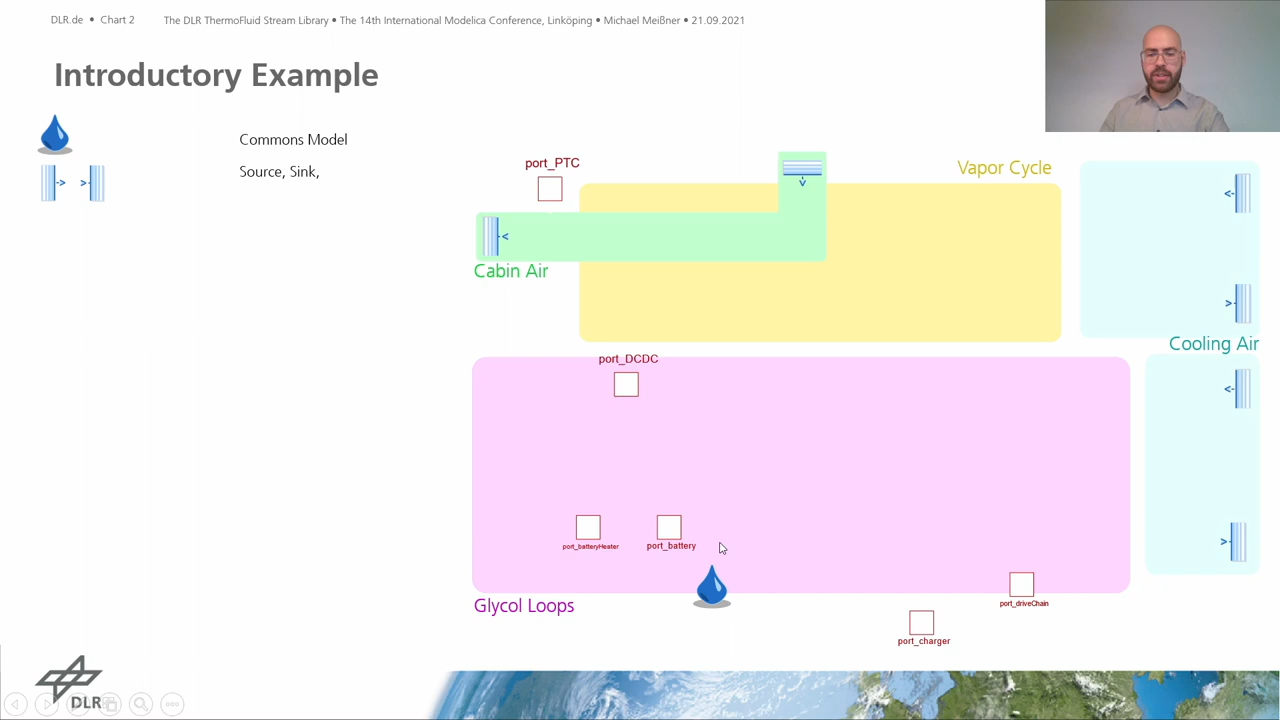 DLR.de • Chart 2
The DLR ThermoFluid Stream Library • The 14th International Modelica Conference, Linköping • Michael Meißner • 21.09.2021
Introductory Example
Commons Model
Source, Sink,
port_PTC
Vapor Cycle
Cabin Air
Cooling Air
port_DCDC
port_batteryHeater
port_battery
Glycol Loops
port_driveChain
port_charger
DLR